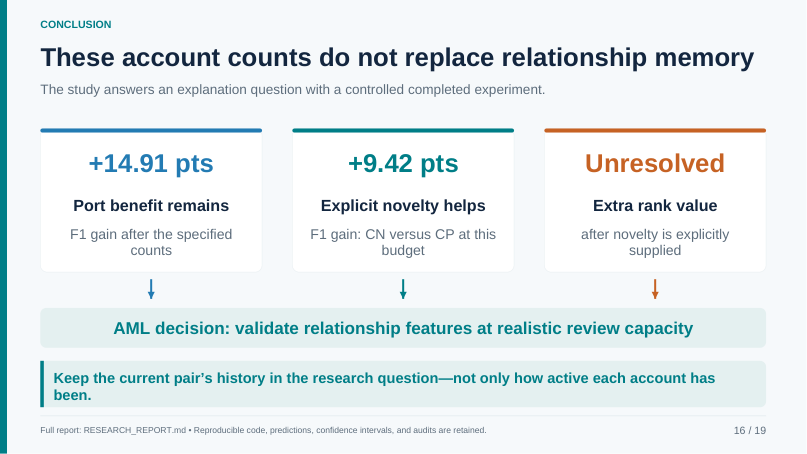 CONCLUSION
These account counts do not replace relationship memory
The study answers an explanation question with a controlled completed experiment.
+14.91 pts
Port benefit remains
F1 gain after the specified
counts
+9.42 pts
Explicit novelty helps
F1 gain: CN versus CP at this
budget
Unresolved
Extra rank value
after novelty is explicitly
supplied
AML decision: validate relationship features at realistic review capacity
Keep the current pair’s history in the research question—not only how active each account has
been.
Full report: RESEARCH_REPORT.md • Reproducible code, predictions, confidence intervals, and audits are retained.
16 / 19